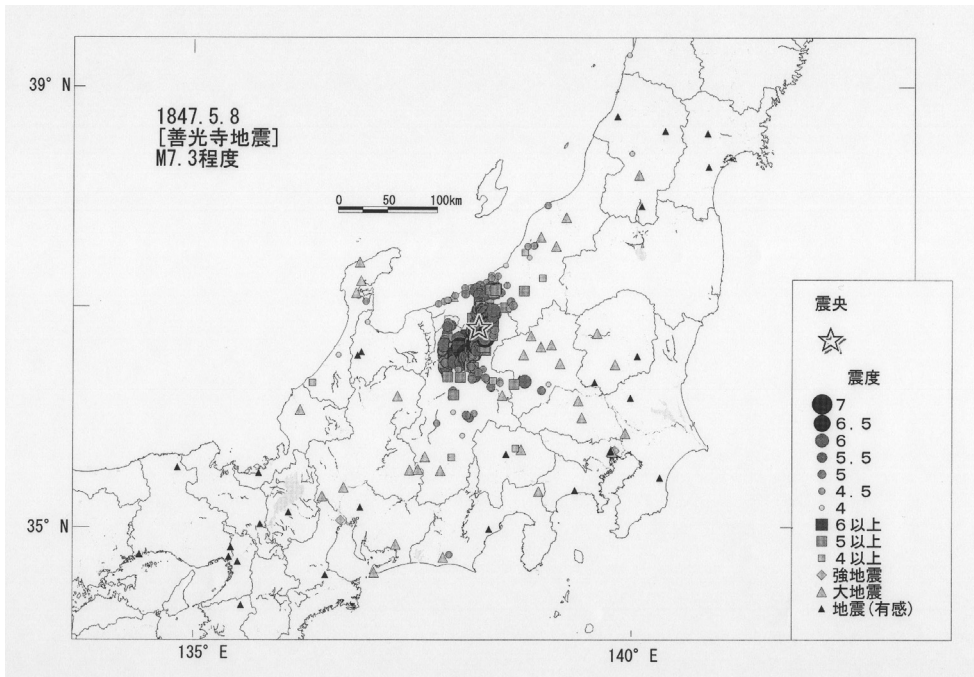 39° N
1847.5.8
[善光寺地震]
M7.3程度
0 50 100km
震央
震度
7
6.5
6
5.5
5
4.5
4
6以上
5以上
4以上
強地震
大地震
地震(有感)
35° N
135° E
140° E